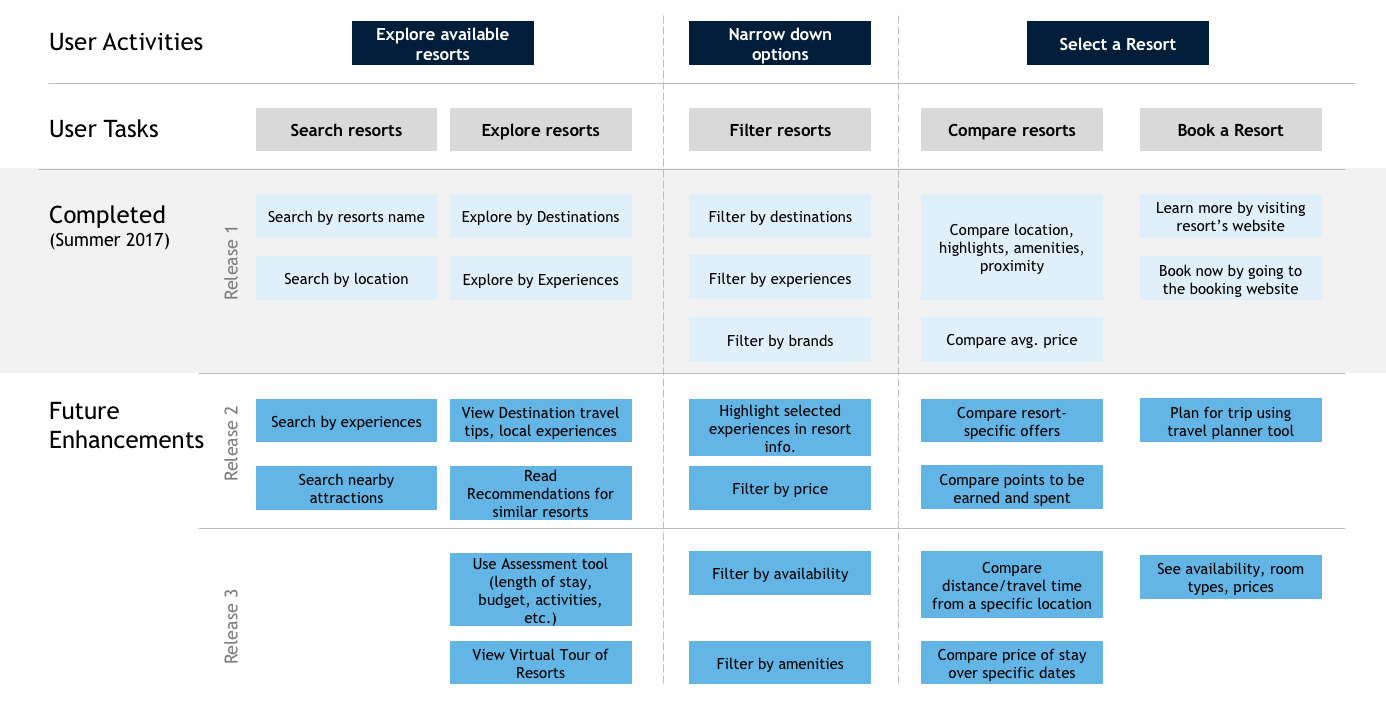 User Activities
Explore available
resorts
Narrow down
options
Select a Resort
User Tasks
Search resorts
Explore resorts
Filter resorts
Compare resorts
Book a Resort
Completed
(Summer 2017)
Release 1
Search by resorts name
Search by location
Explore by Destinations
Explore by Experiences
Filter by destinations
Filter by experiences
Filter by brands
Compare location,
highlights, amenities,
proximity
Compare avg. price
Learn more by visiting
resort’s website
Book now by going to
the booking website
Future
Enhancements
Release 2
Search by experiences
Search nearby
attractions
View Destination travel
tips, local experiences
Read
Recommendations for
similar resorts
Highlight selected
experiences in resort
info.
Filter by price
Compare resort-
specific offers
Compare points to be
earned and spent
Plan for trip using
travel planner tool
Release 3
Use Assessment tool
(length of stay,
budget, activities,
etc.)
View Virtual Tour of
Resorts
Filter by availability
Filter by amenities
Compare
distance/travel time
from a specific location
Compare price of stay
over specific dates
See availability, room
types, prices